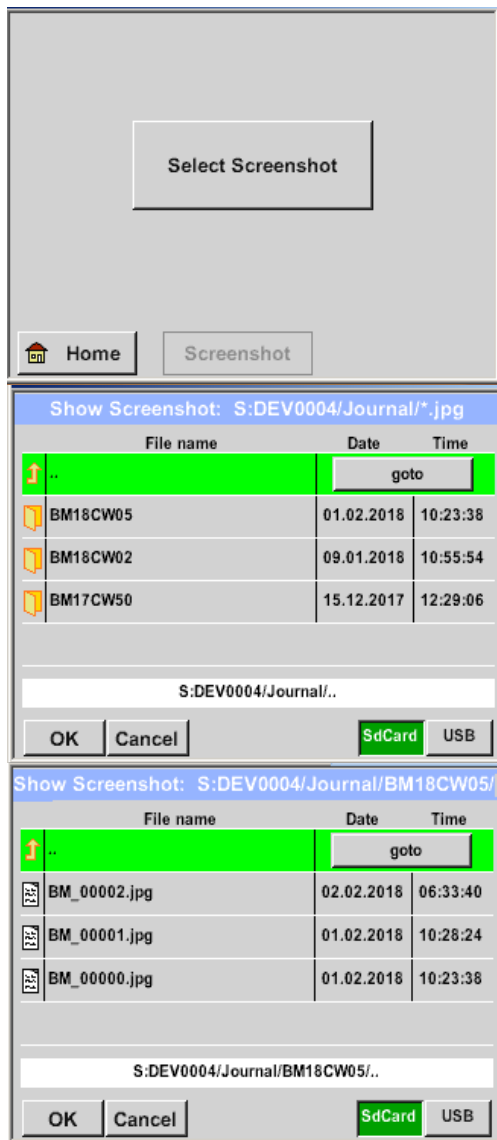 Select Screenshot
Home Screenshot
Show Screenshot: S:DEV0004/Journal/*.jpg
File name Date Time
.. goto
BM18CW05 01.02.2018 10:23:38
BM18CW02 09.01.2018 10:55:54
BM17CW50 15.12.2017 12:29:06
S:DEV0004/Journal/..
OK Cancel SdCard USB
Show Screenshot: S:DEV0004/Journal/BM18CW05/
File name Date Time
.. goto
BM_00002.jpg 02.02.2018 06:33:40
BM_00001.jpg 01.02.2018 10:28:24
BM_00000.jpg 01.02.2018 10:23:38
S:DEV0004/Journal/BM18CW05/..
OK Cancel SdCard USB